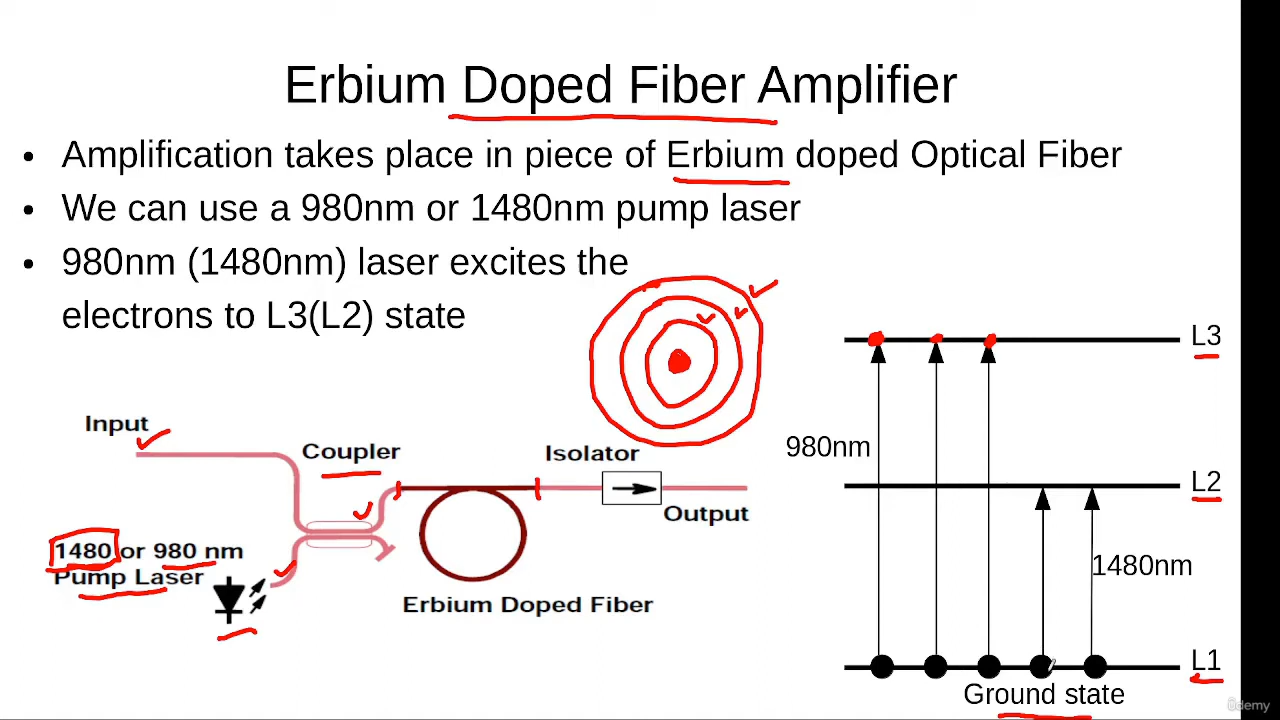 Erbium Doped Fiber Amplifier
• Amplification takes place in piece of Erbium doped Optical Fiber
• We can use a 980nm or 1480nm pump laser
• 980nm (1480nm) laser excites the
electrons to L3(L2) state
L3
Input
Coupler
Isolator
980nm
L2
Output
1480 or 980 nm
Pump Laser
1480nm
Erbium Doped Fiber
L1
Ground state
ûdemy